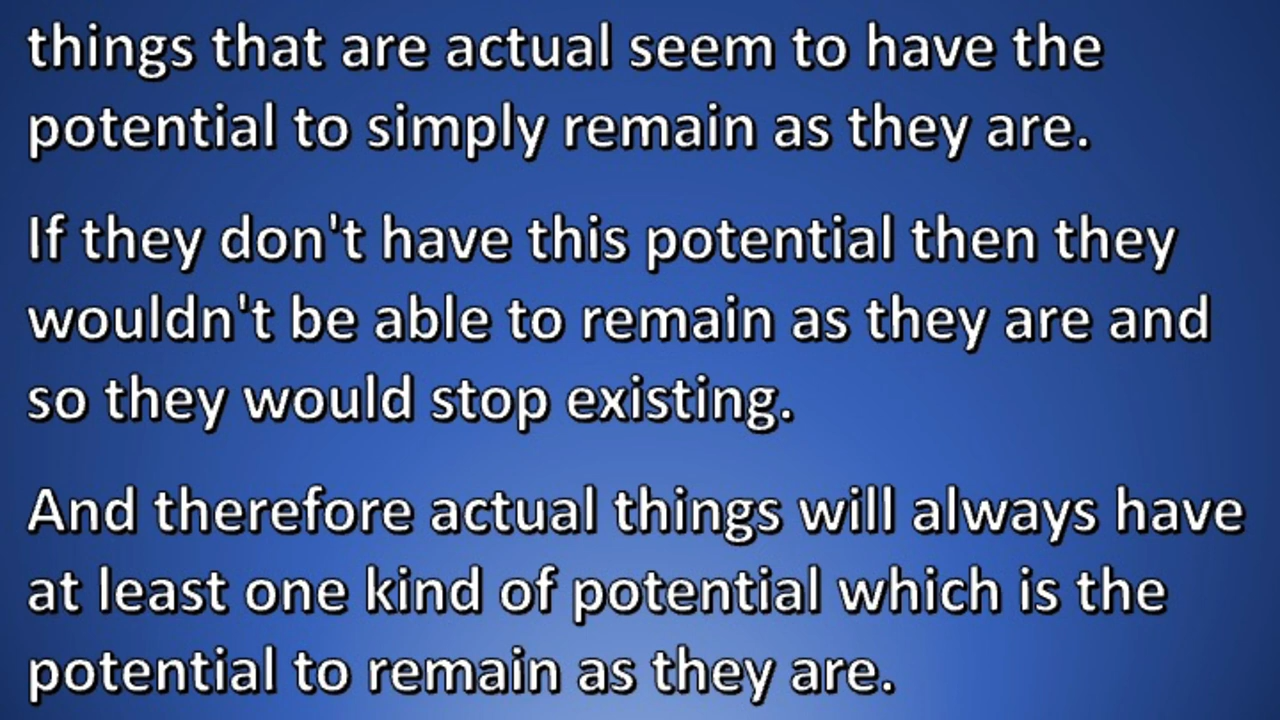 things that are actual seem to have the
potential to simply remain as they are.
If they don't have this potential then they
wouldn't be able to remain as they are and
so they would stop existing.
And therefore actual things will always have
at least one kind of potential which is the
potential to remain as they are.